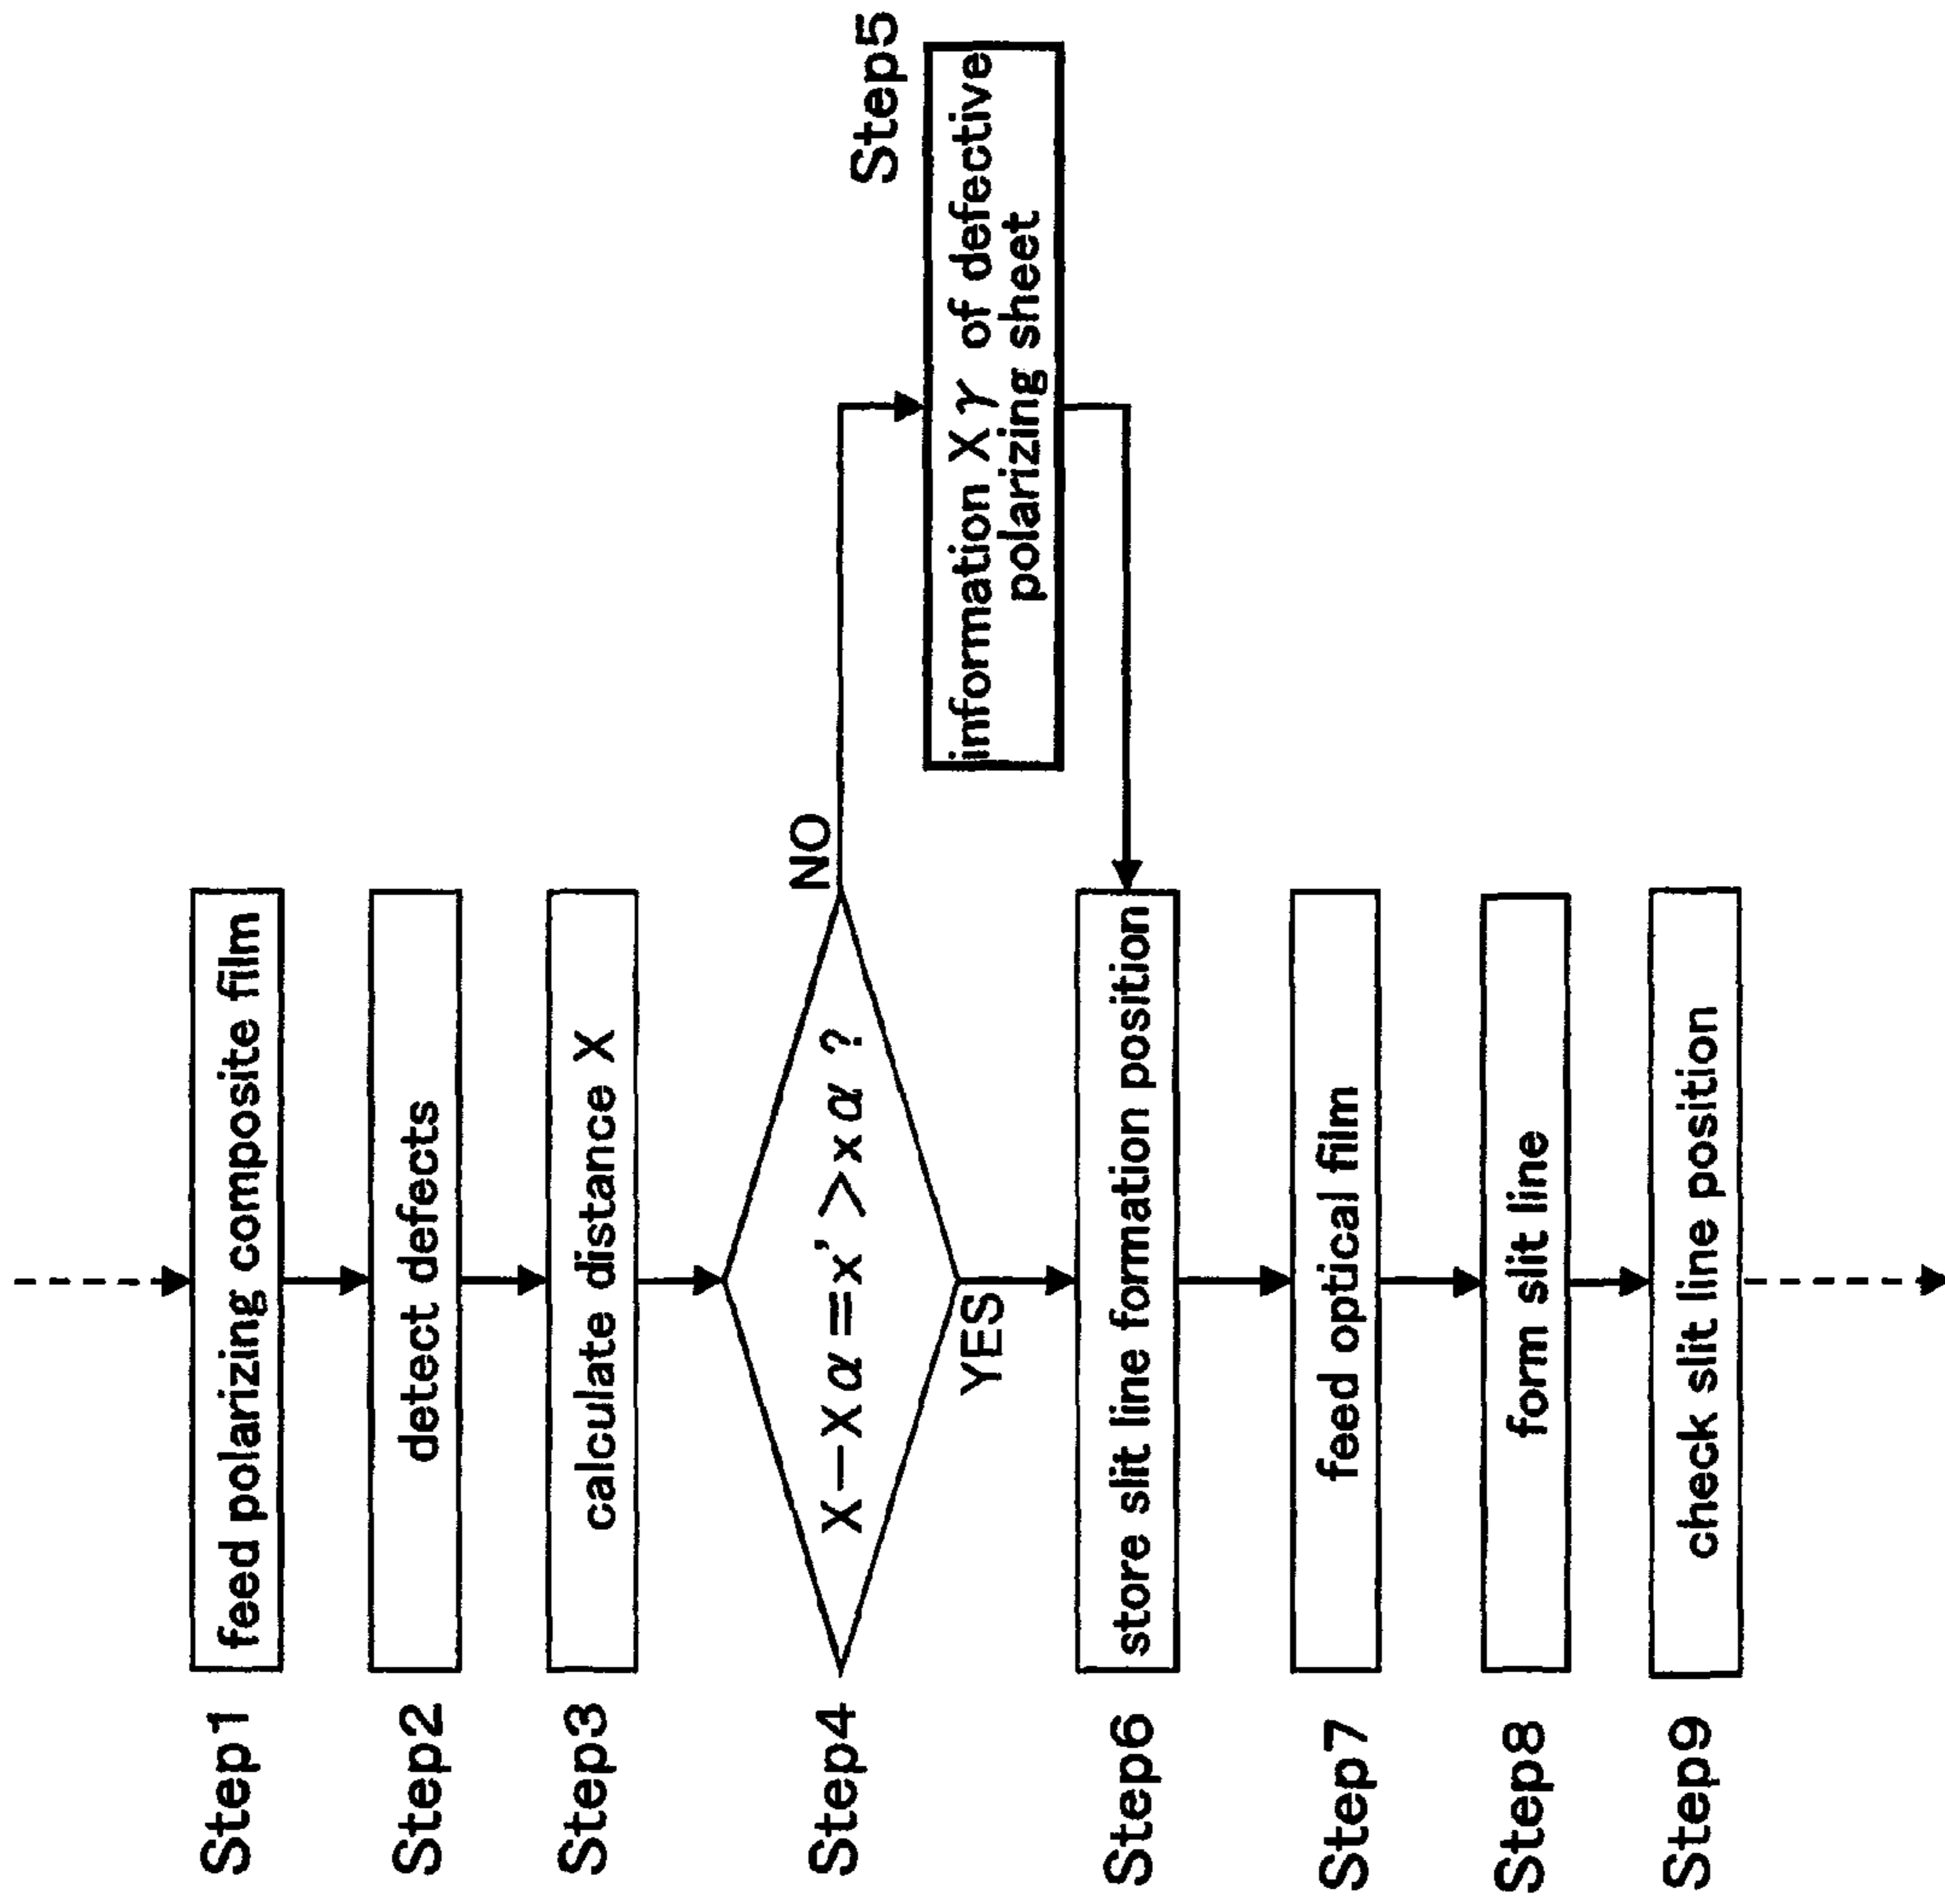 Step1
feed polarizing composite film
Step2
detect defects
Step3
calculate distance X
Step4
X－Xα＝x'＞xα ?
NO
YES
Step5
information Xγ of defective
polarizing sheet
Step6
store slit line formation position
Step7
feed optical film
Step8
form slit line
Step9
check slit line position